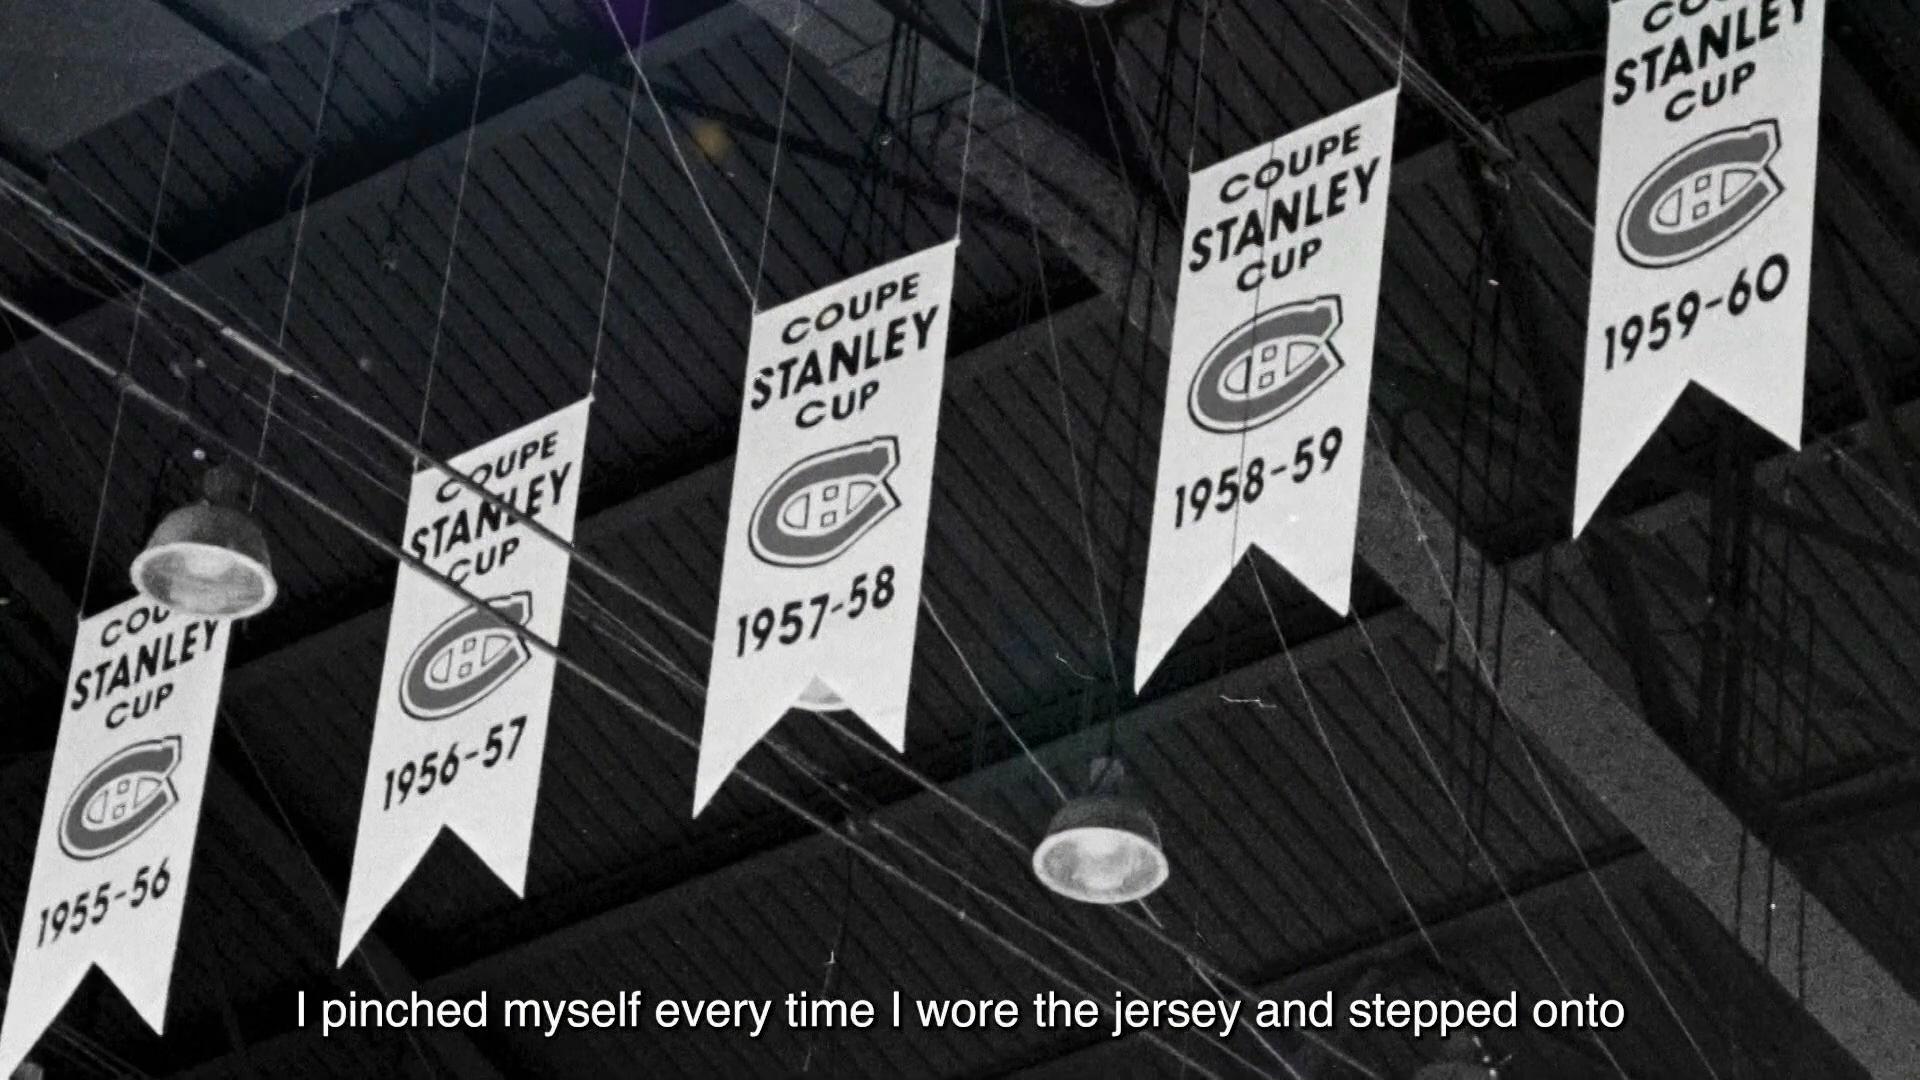 COU
STANLEY
CUP
1955-56
COUPE
STANLEY
CUP
1956-57
COUPE
STANLEY
CUP
1957-58
COUPE
STANLEY
CUP
1958-59
STANLEY
CUP
1959-60
I pinched myself every time I wore the jersey and stepped onto